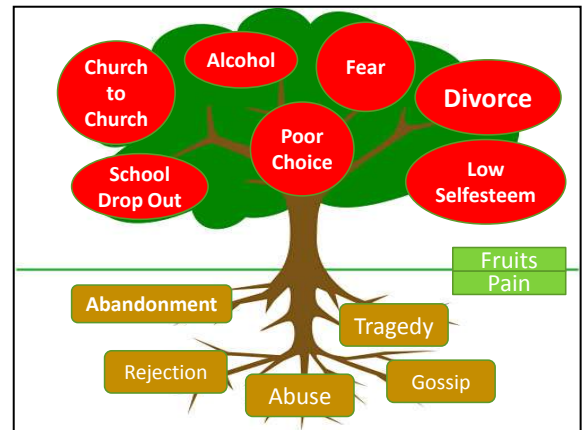 Church
to
Church
Alcohol
Fear
Divorce
Poor
Choice
School
Drop Out
Low
Selfesteem
Fruits
Pain
Abandonment
Tragedy
Rejection
Abuse
Gossip